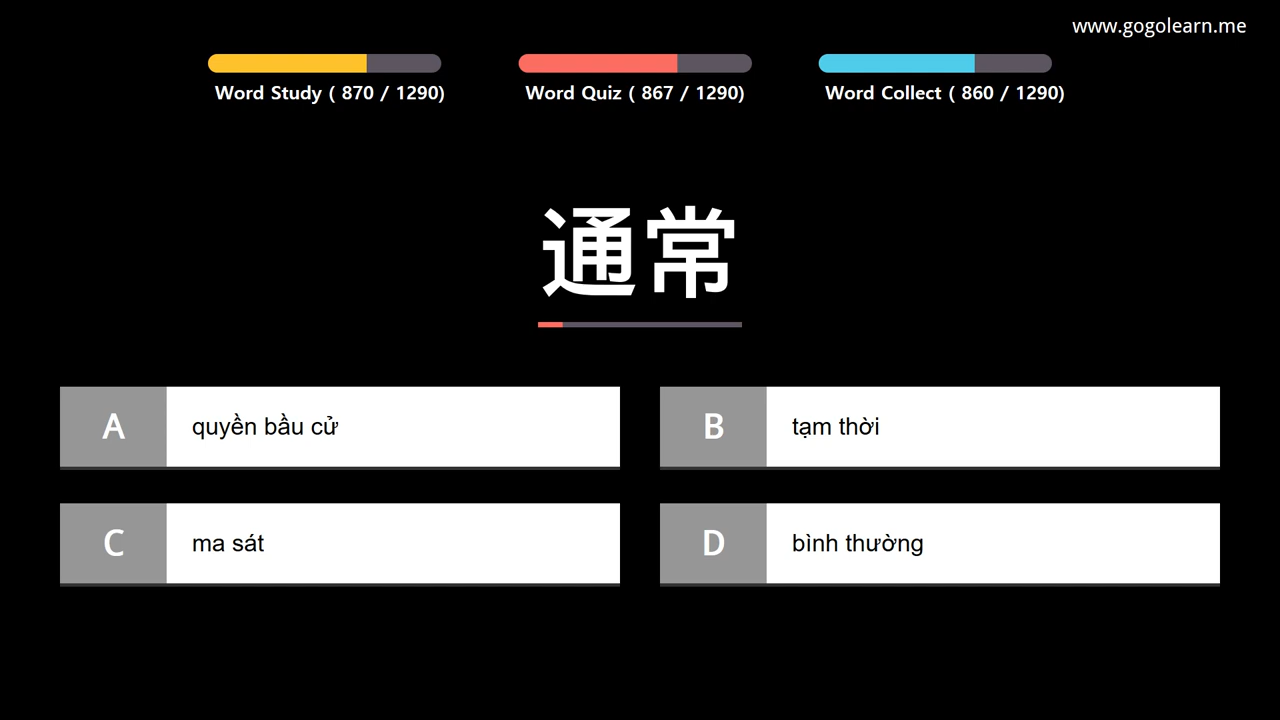 www.gogolearn.me
Word Study ( 870 / 1290)
Word Quiz ( 867 / 1290)
Word Collect ( 860 / 1290)
通常
A
quyền bầu cử
B
tạm thời
C
ma sát
D
bình thường